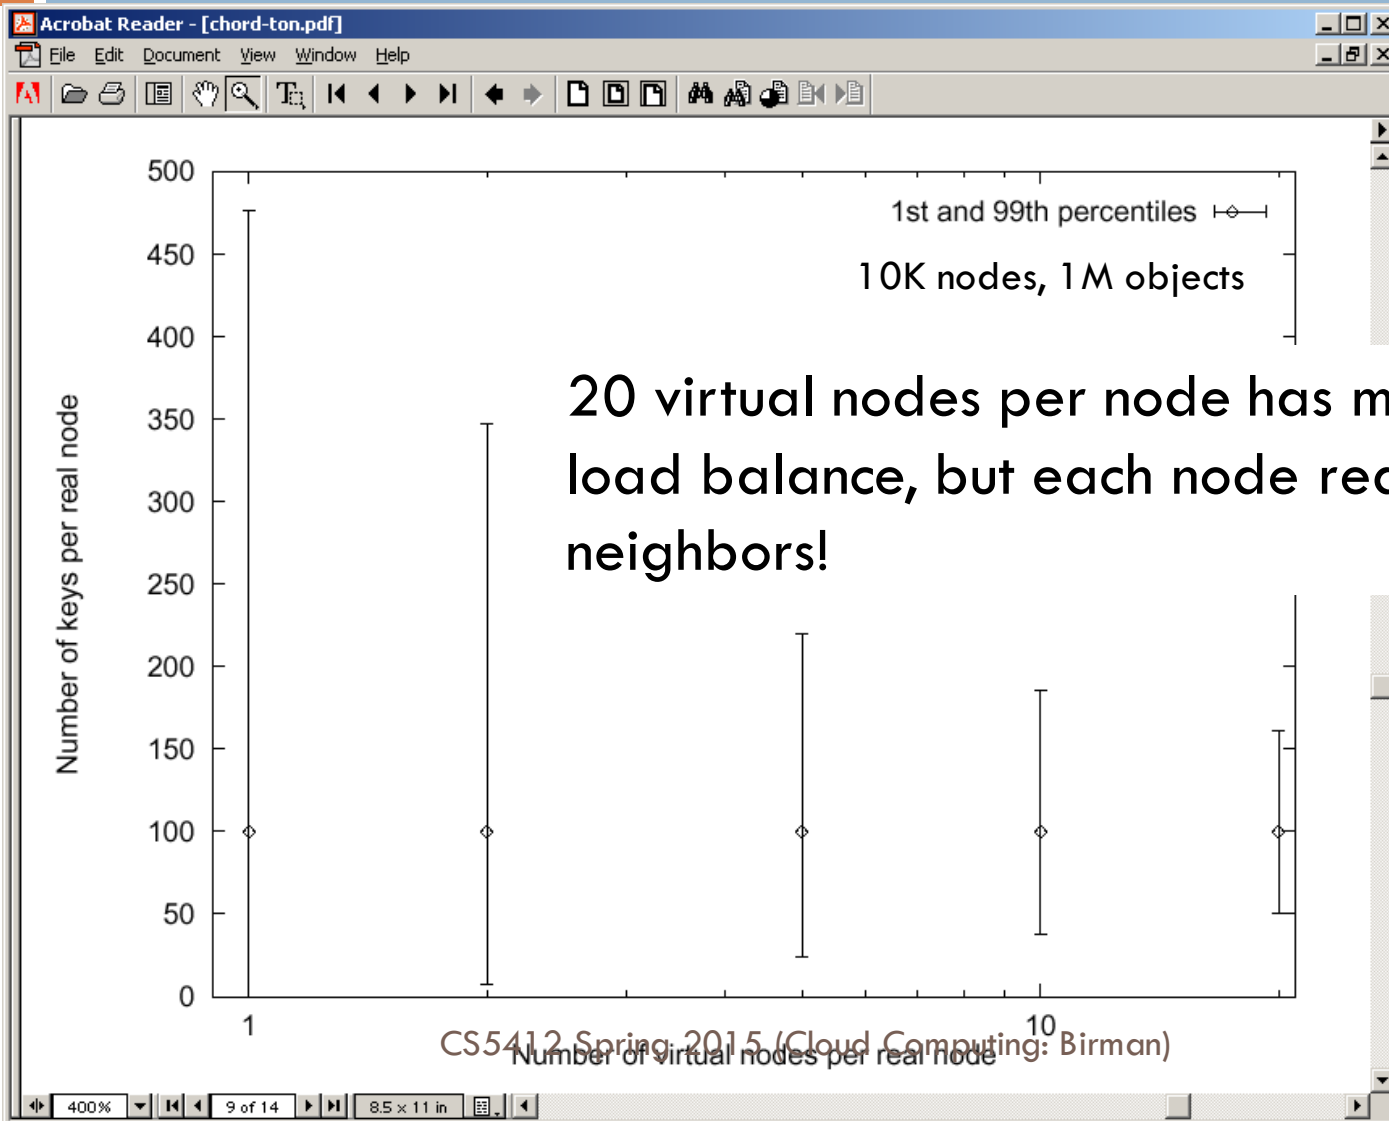 Acrobat Reader - [chord-ton.pdf]
File Edit Document View Window Help
500
450
400
350
300
250
200
150
100
50
0
Number of keys per real node
1st and 99th percentiles
10K nodes, 1M objects
20 virtual nodes per node has
load balance, but each node
neighbors!
1
10
Number of virtual nodes per real node
CS5412 Spring 2015 (Cloud Computing: Birman)
400%
9 of 14
8.5 x 11 in